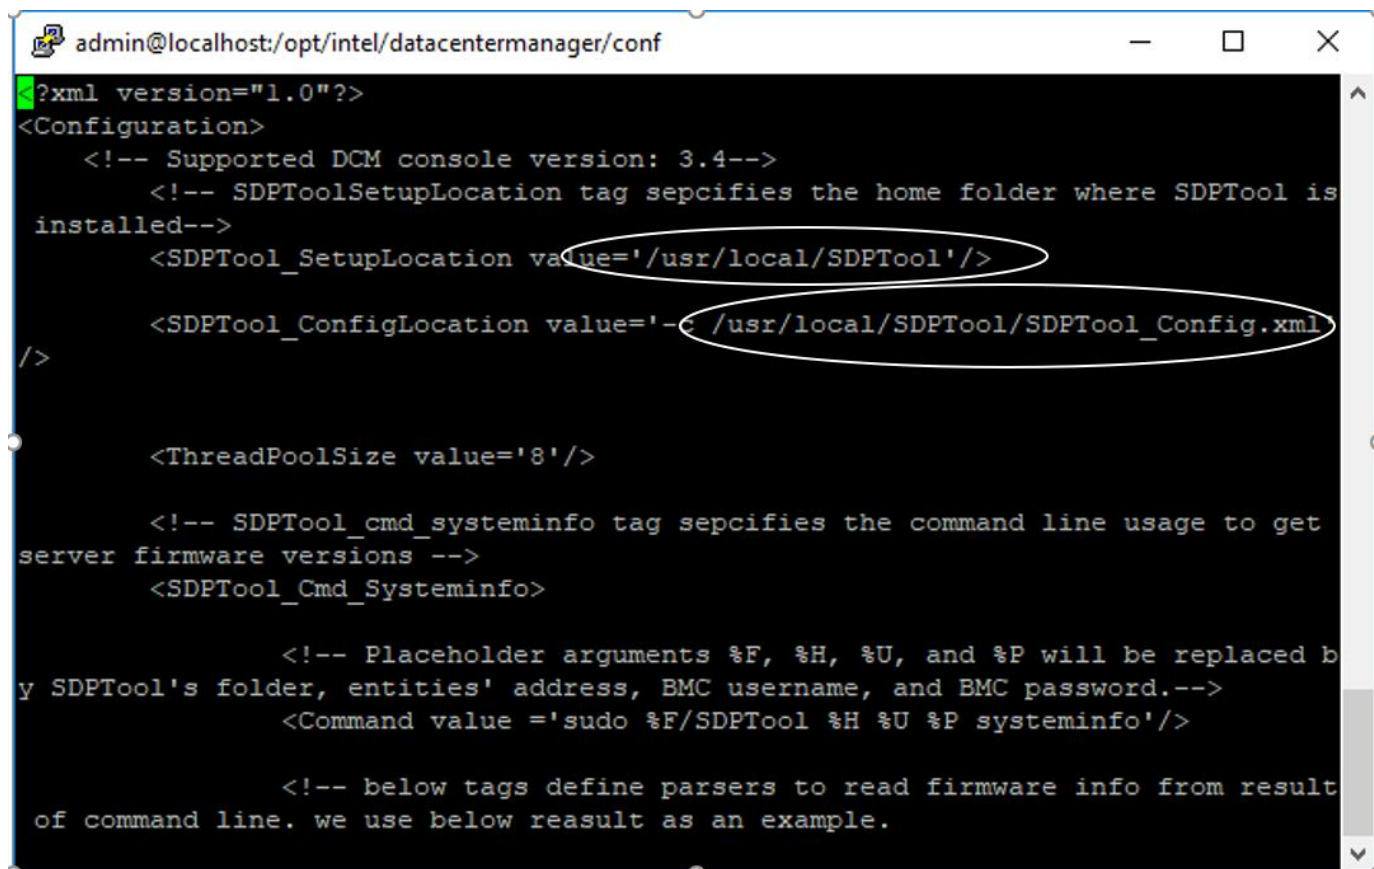 admin@localhost:/opt/intel/datacentermanager/conf
<?xml version="1.0"?>
<Configuration>
    <!-- Supported DCM console version: 3.4-->
        <!-- SDPToolSetupLocation tag sepcifies the home folder where SDPTool is
 installed-->
        <SDPTool_SetupLocation value='/usr/local/SDPTool'/>
        <SDPTool_ConfigLocation value='-c /usr/local/SDPTool/SDPTool_Config.xml'
/>
        <ThreadPoolSize value='8'/>
        <!-- SDPTool_cmd_systeminfo tag sepcifies the command line usage to get
server firmware versions -->
        <SDPTool_Cmd_Systeminfo>
                <!-- Placeholder arguments %F, %H, %U, and %P will be replaced b
y SDPTool's folder, entities' address, BMC username, and BMC password.-->
                <Command value ='sudo %F/SDPTool %H %U %P systeminfo'/>
                <!-- below tags define parsers to read firmware info from result
 of command line. we use below reasult as an example.